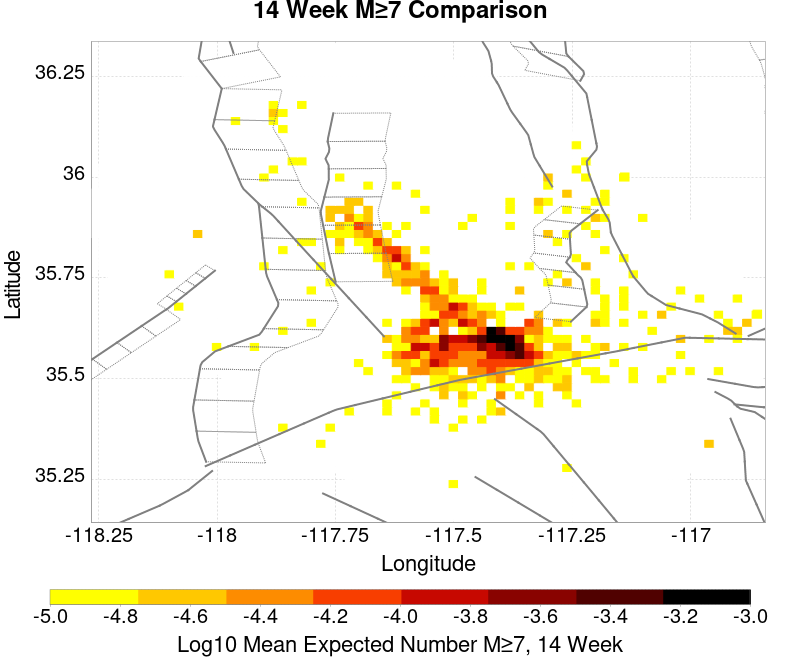 14 Week M≥7 Comparison
36.25
36
35.75
35.5
35.25
Latitude
-118.25 -118 -117.75 -117.5 -117.25 -117
Longitude
-5.0 -4.8 -4.6 -4.4 -4.2 -4.0 -3.8 -3.6 -3.4 -3.2 -3.0
Log10 Mean Expected Number M≥7, 14 Week